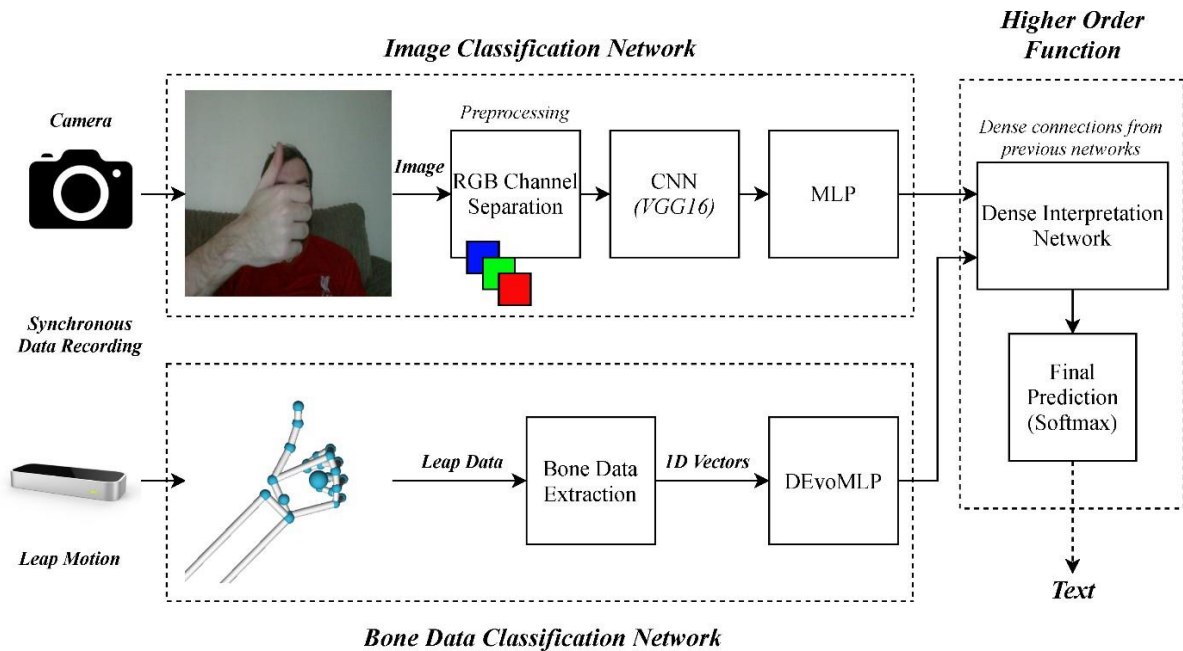 Higher Order
Function
Image Classification Network
Camera
Preprocessing
Image
RGB Channel
Separation
CNN
(VGG16)
MLP
Dense connections from
previous networks
Dense Interpretation
Network
Synchronous
Data Recording
Final
Prediction
(Softmax)
Leap Data
Bone Data
Extraction
1D Vectors
DEvoMLP
Leap Motion
Text
Bone Data Classification Network